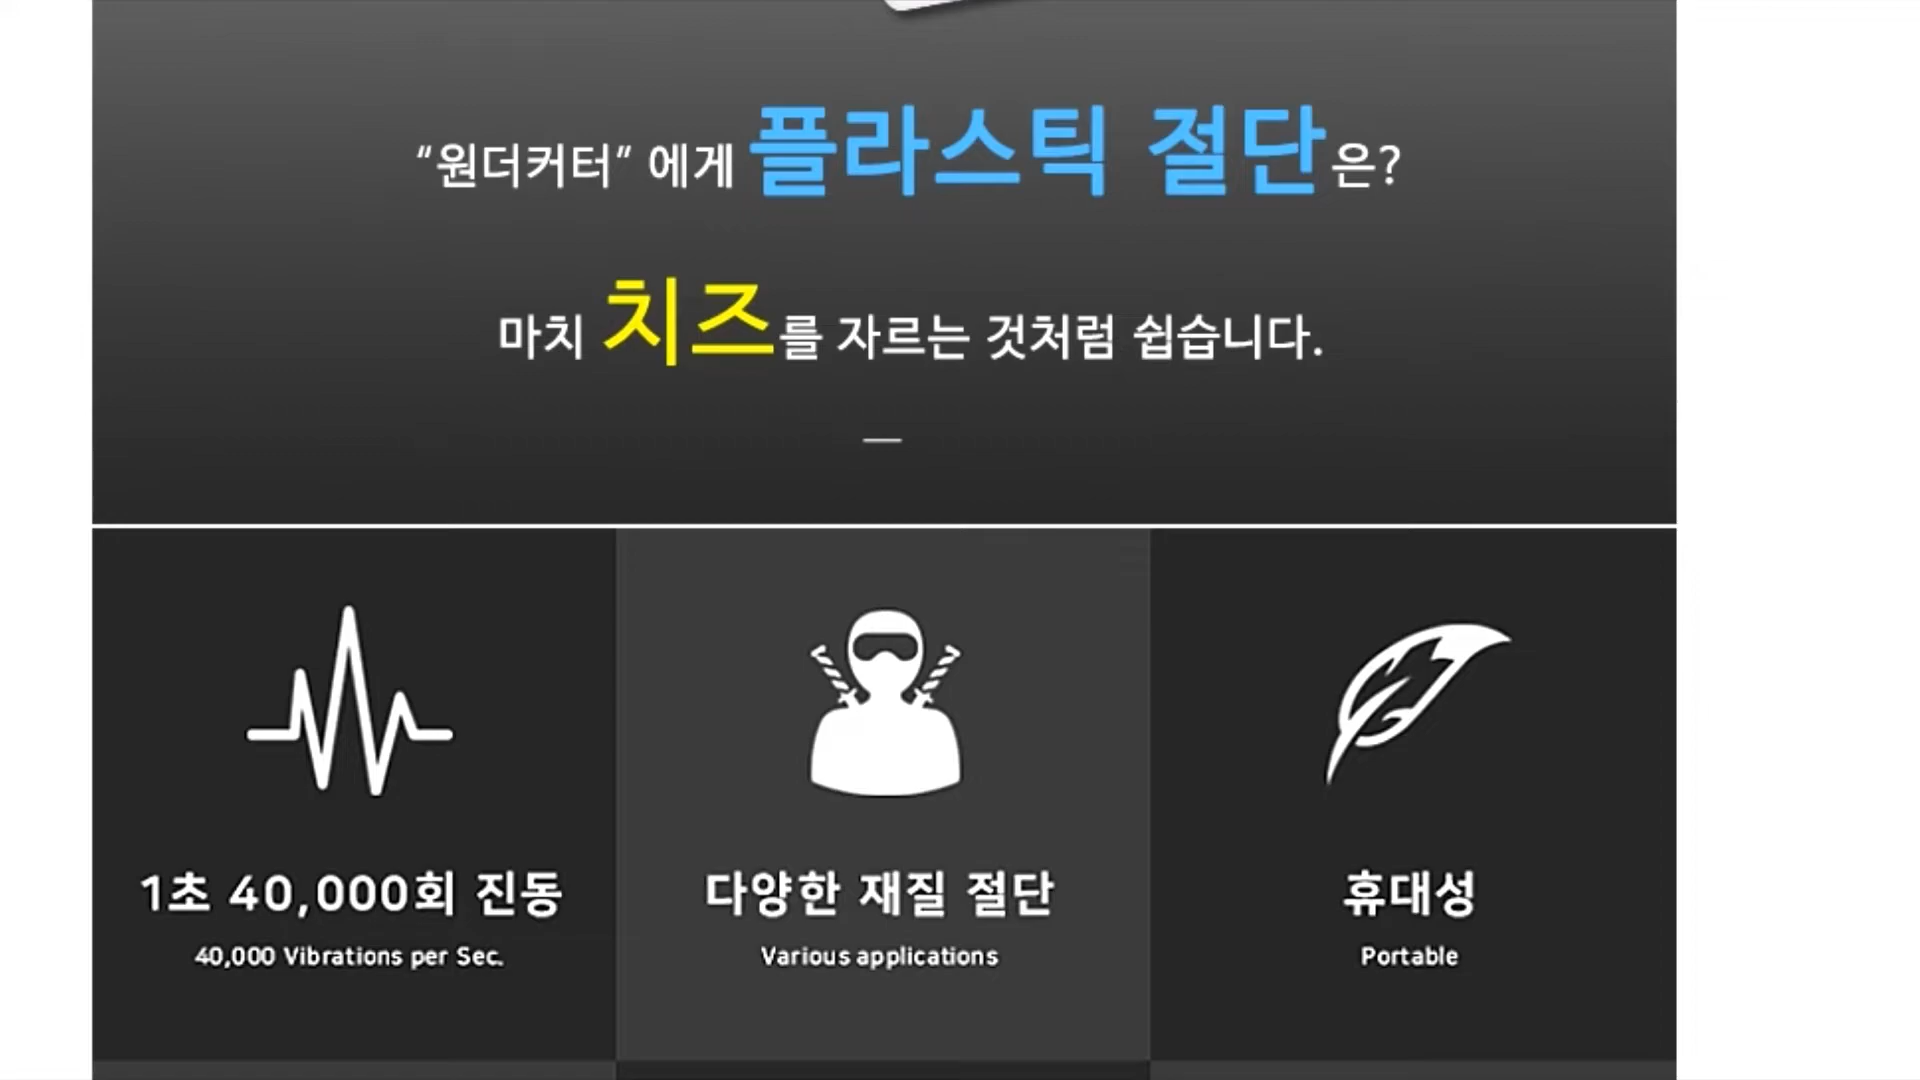 “원더커터” 에게 플라스틱 절단은?
마치 치즈를 자르는 것처럼 쉽습니다.
1초 40,000회 진동
40,000 Vibrations per Sec.
다양한 재질 절단
Various applications
휴대성
Portable